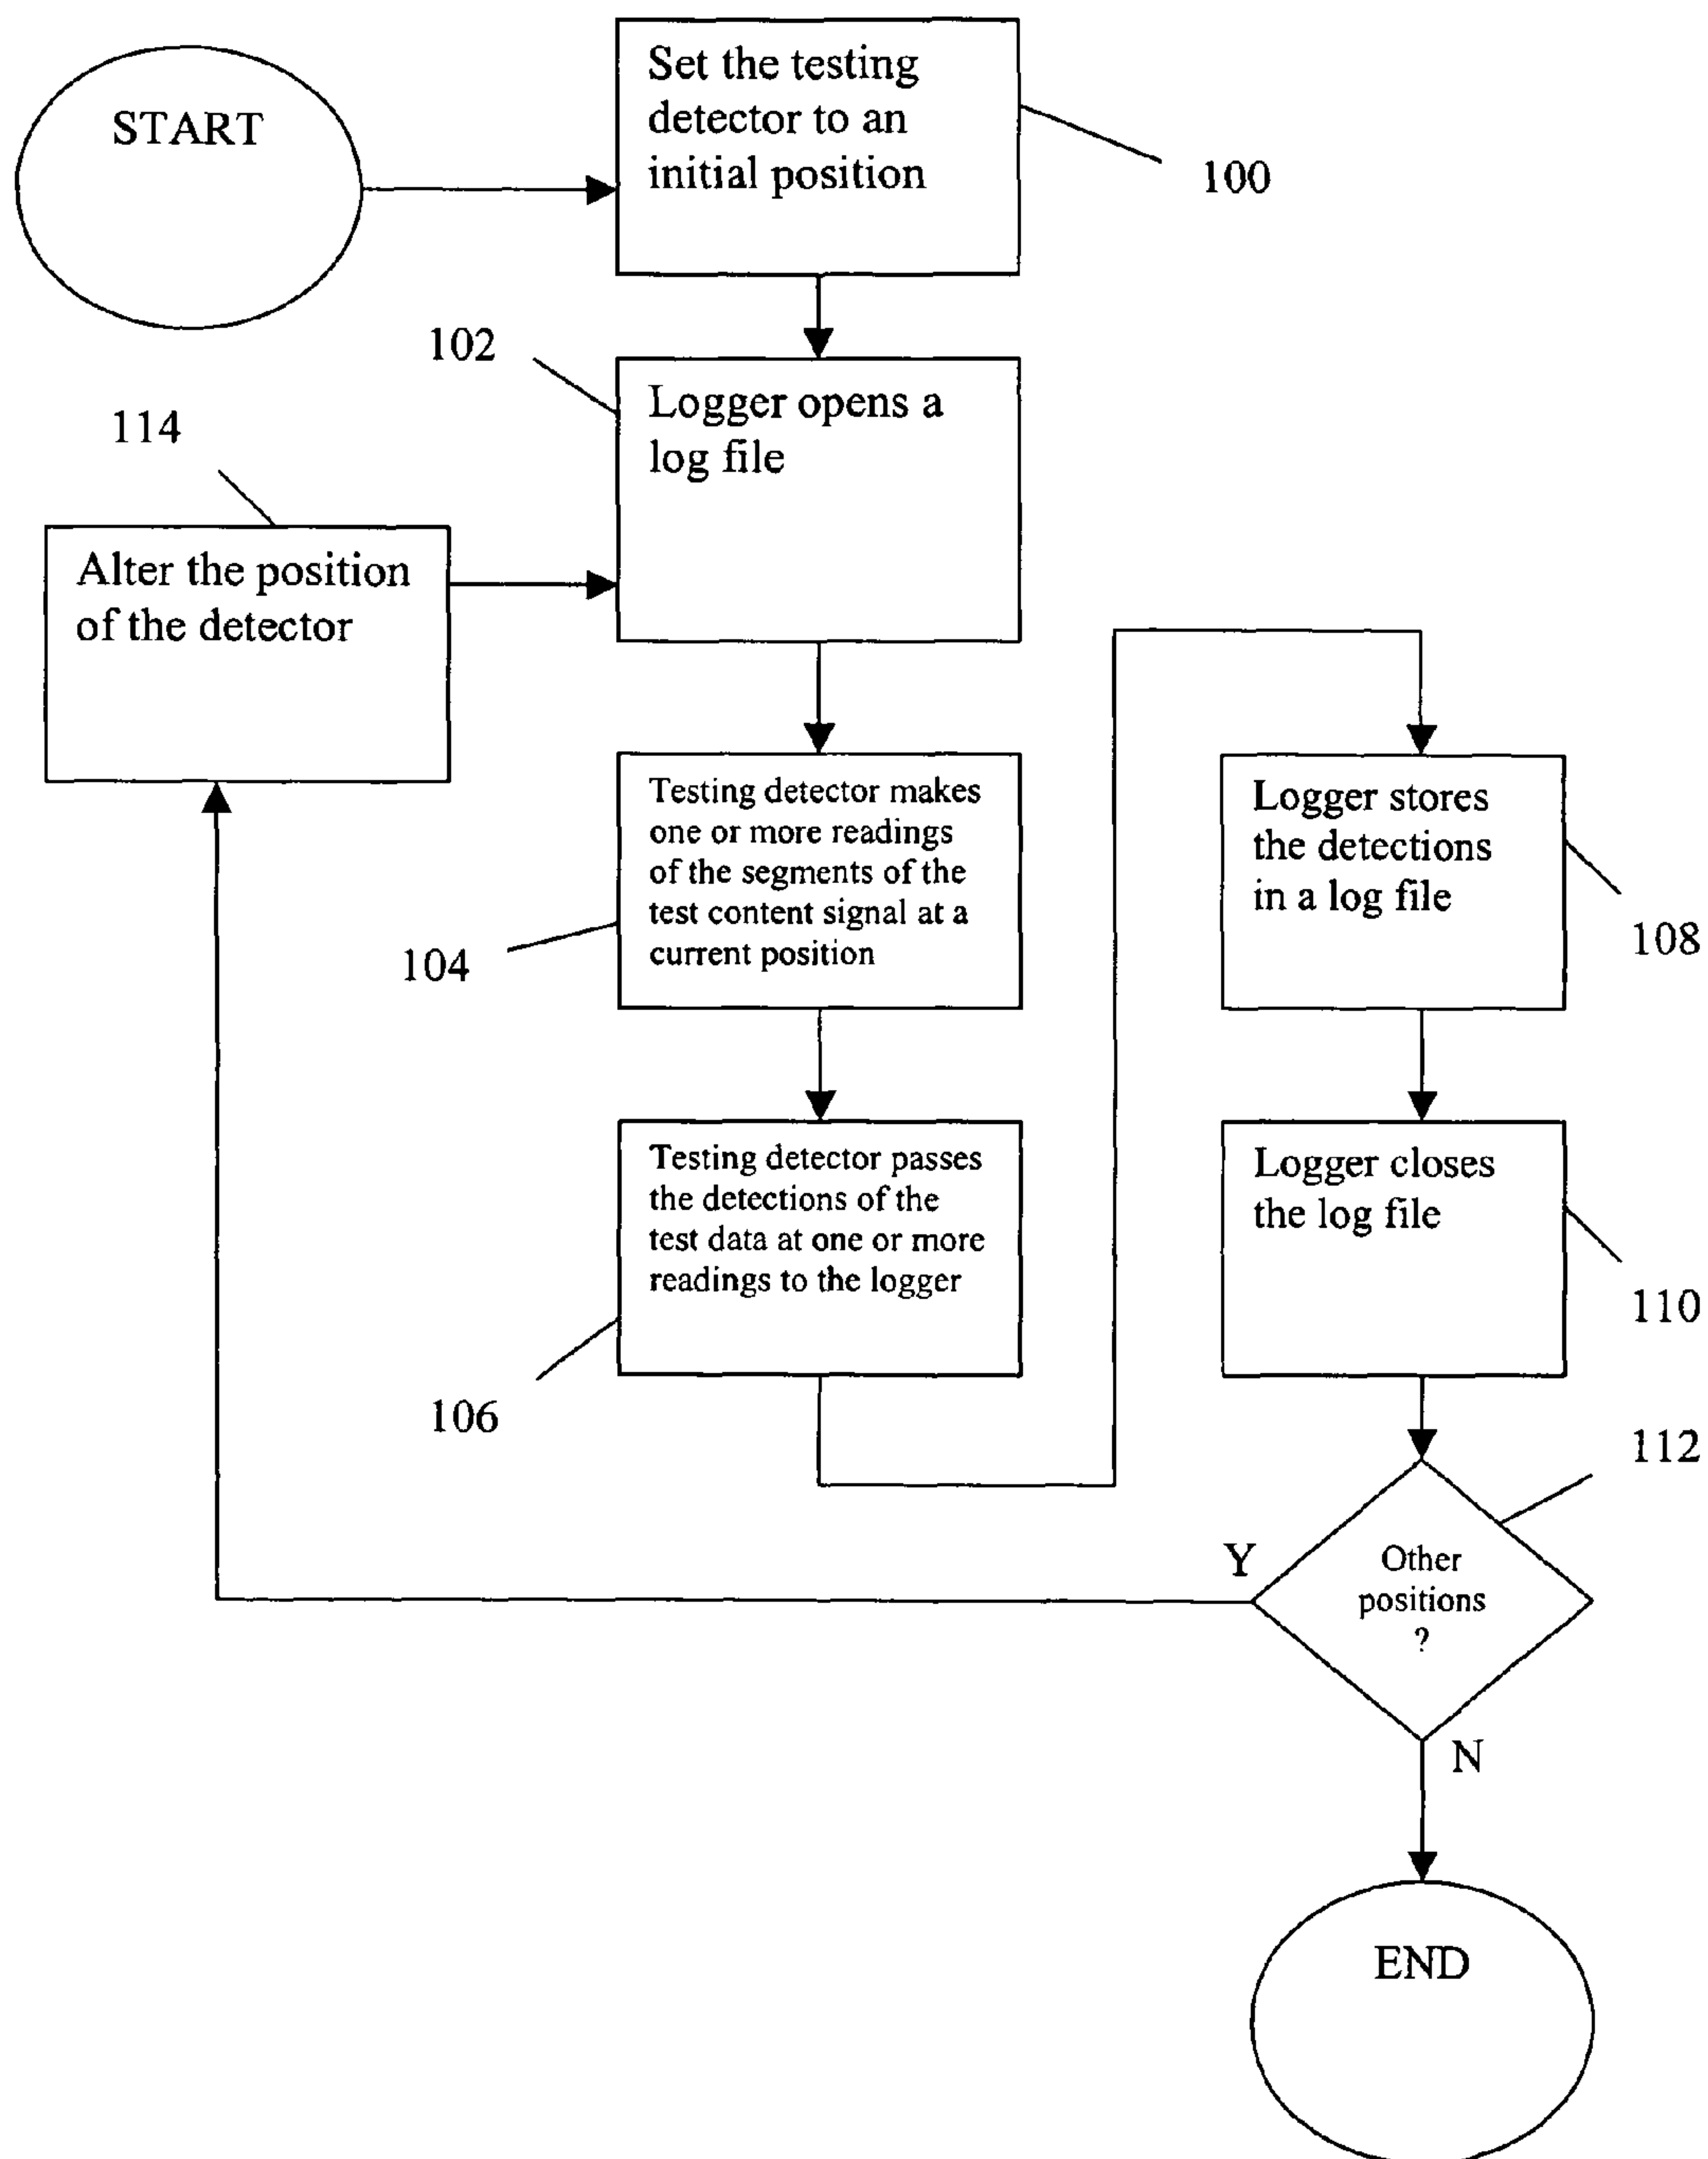 START
Set the testing
detector to an
initial position
100
102
Logger opens a
log file
114
Alter the position
of the detector
Testing detector makes
one or more readings
of the segments of the
test content signal at a
current position
104
Testing detector passes
the detections of the
test data at one or more
readings to the logger
106
Logger stores
the detections
in a log file
108
Logger closes
the log file
110
112
Other
positions
?
Y
N
END